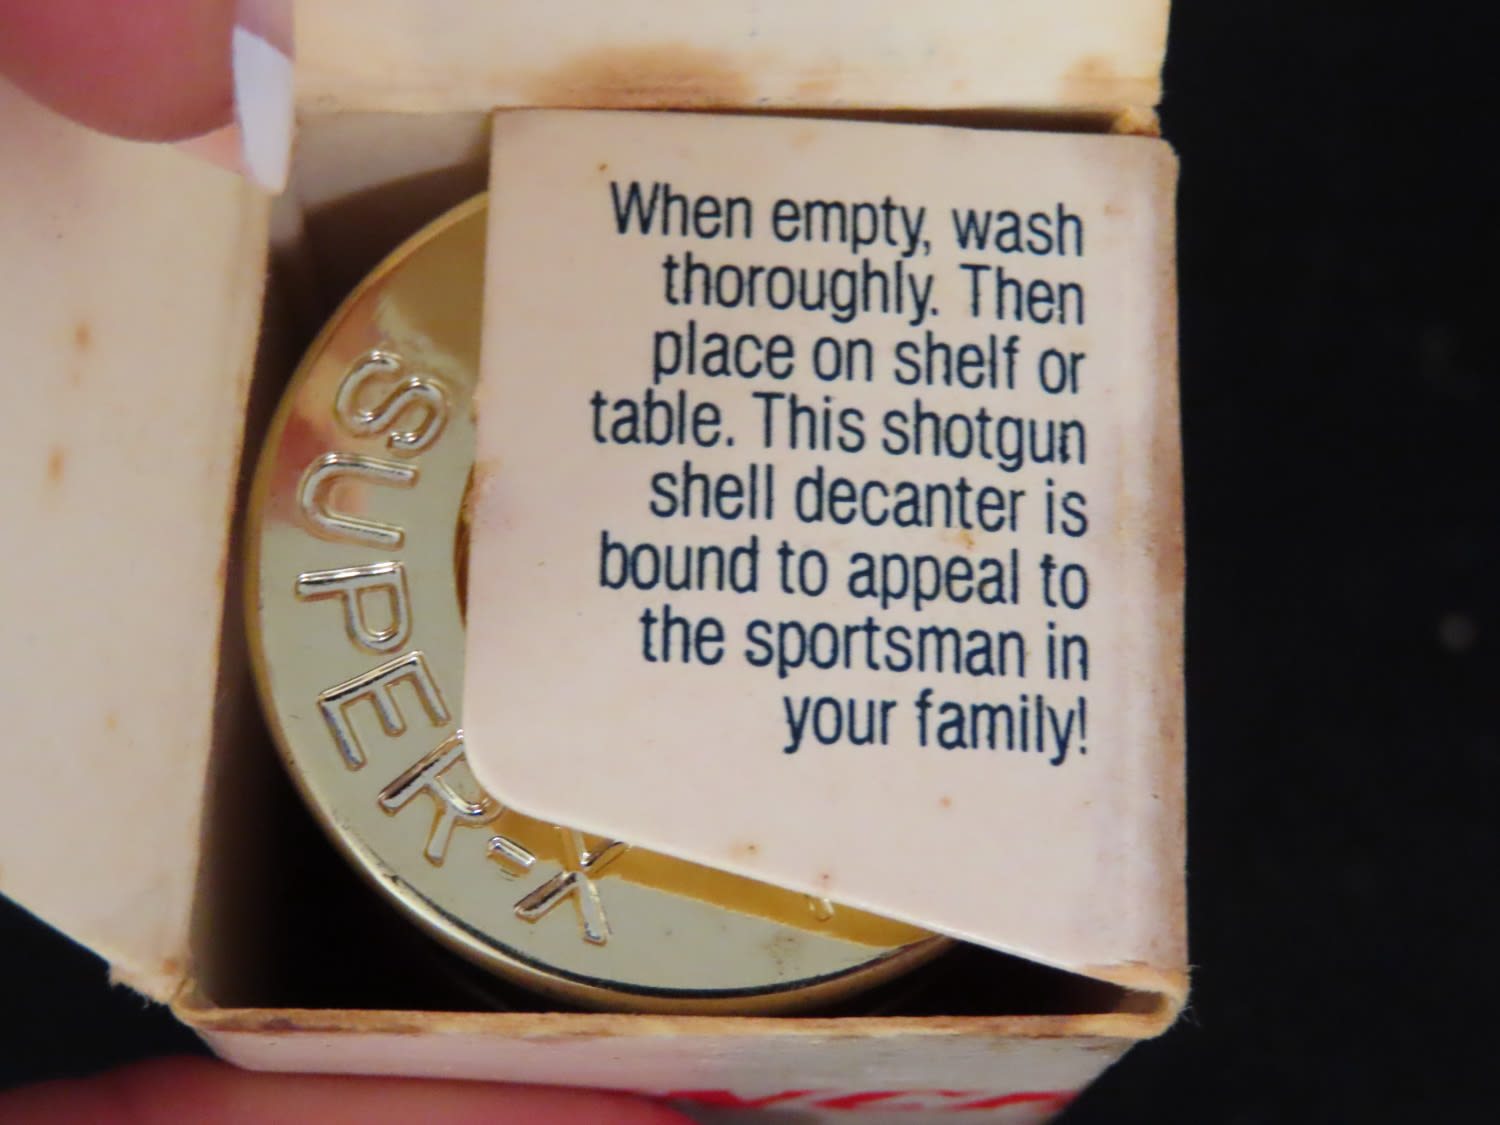 When empty, wash
thoroughly. Then
place on shelf or
table. This shotgun
shell decanter is
bound to appeal to
the sportsman in
your family!
SUPER-X